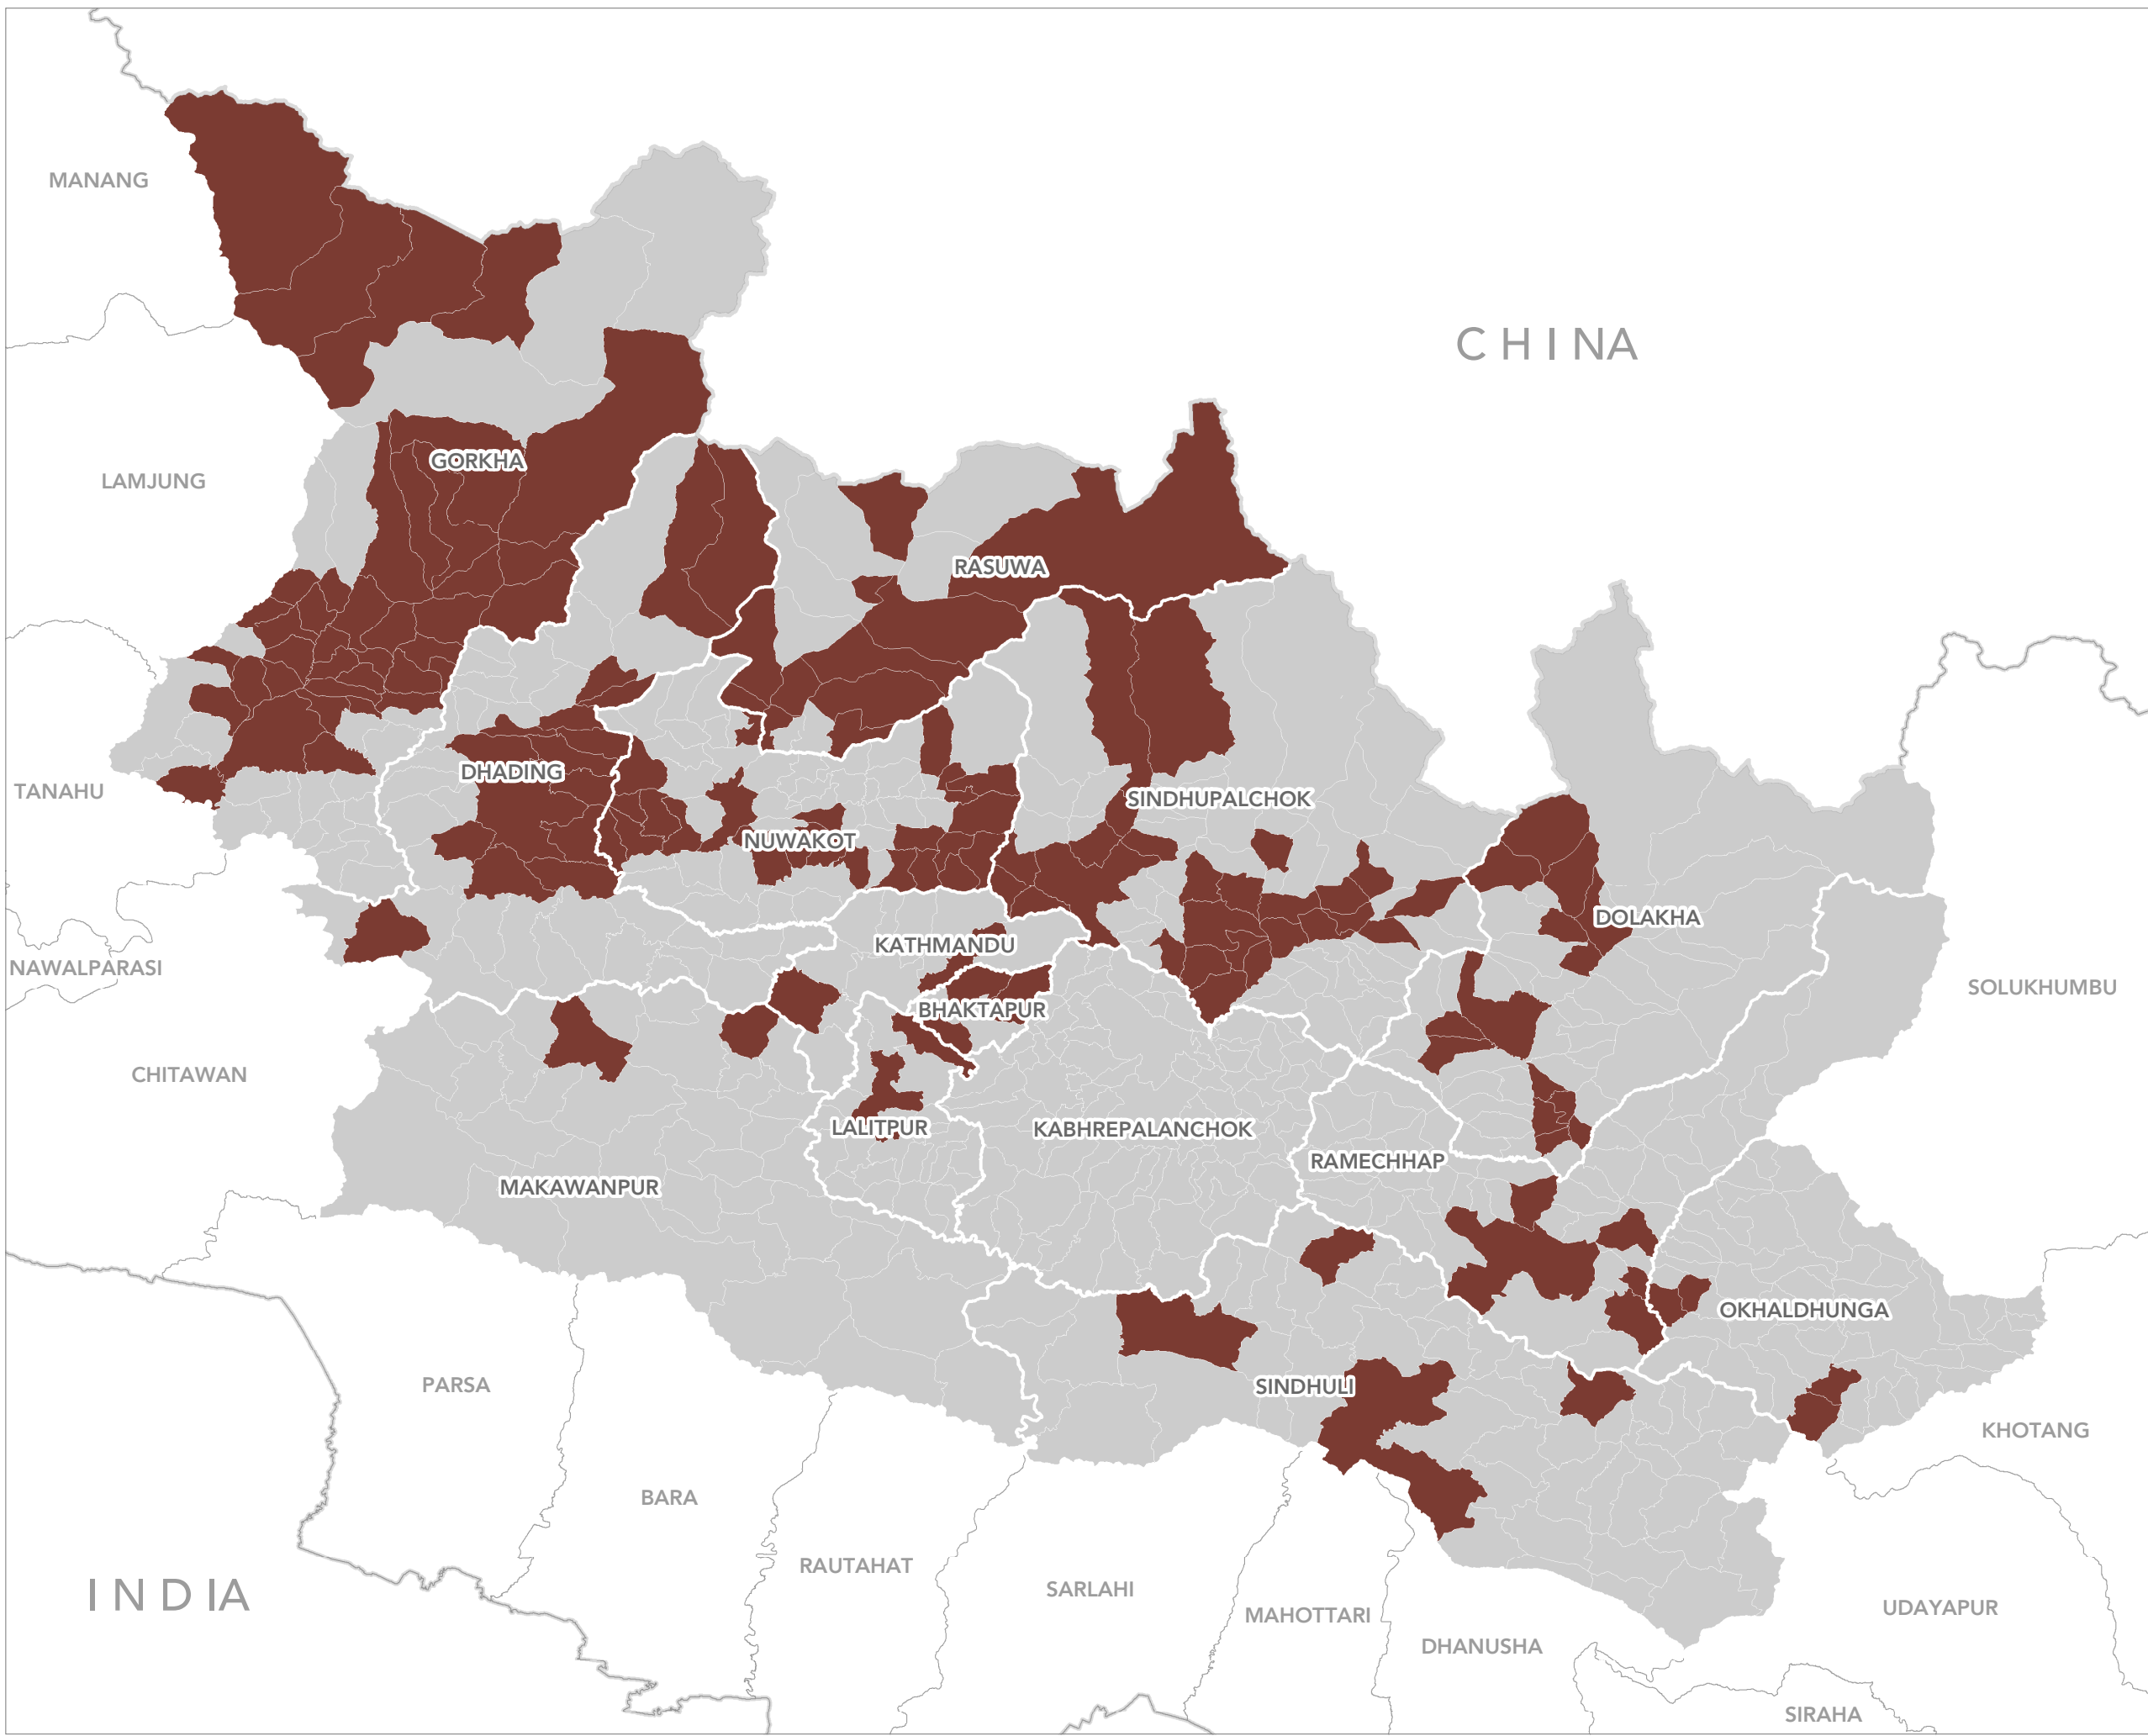 MANANG
CHINA
GORKHA
LAMJUNG
RASUWA
DHADING
TANAHU
SINDHUPALCHOK
NUWAKOT
DOLAKHA
KATHMANDU
NAWALPARASI
SOLUKHUMBU
BHAKTAPUR
CHITAWAN
LALITPUR
KABHREPALANCHOK
RAMECHHAP
MAKAWANPUR
OKHALDHUNGA
PARSA
SINDHULI
KHOTANG
BARA
RAUTAHAT
SARLAHI
INDIA
MAHOTTARI
UDAYAPUR
DHANUSHA
SIRAHA